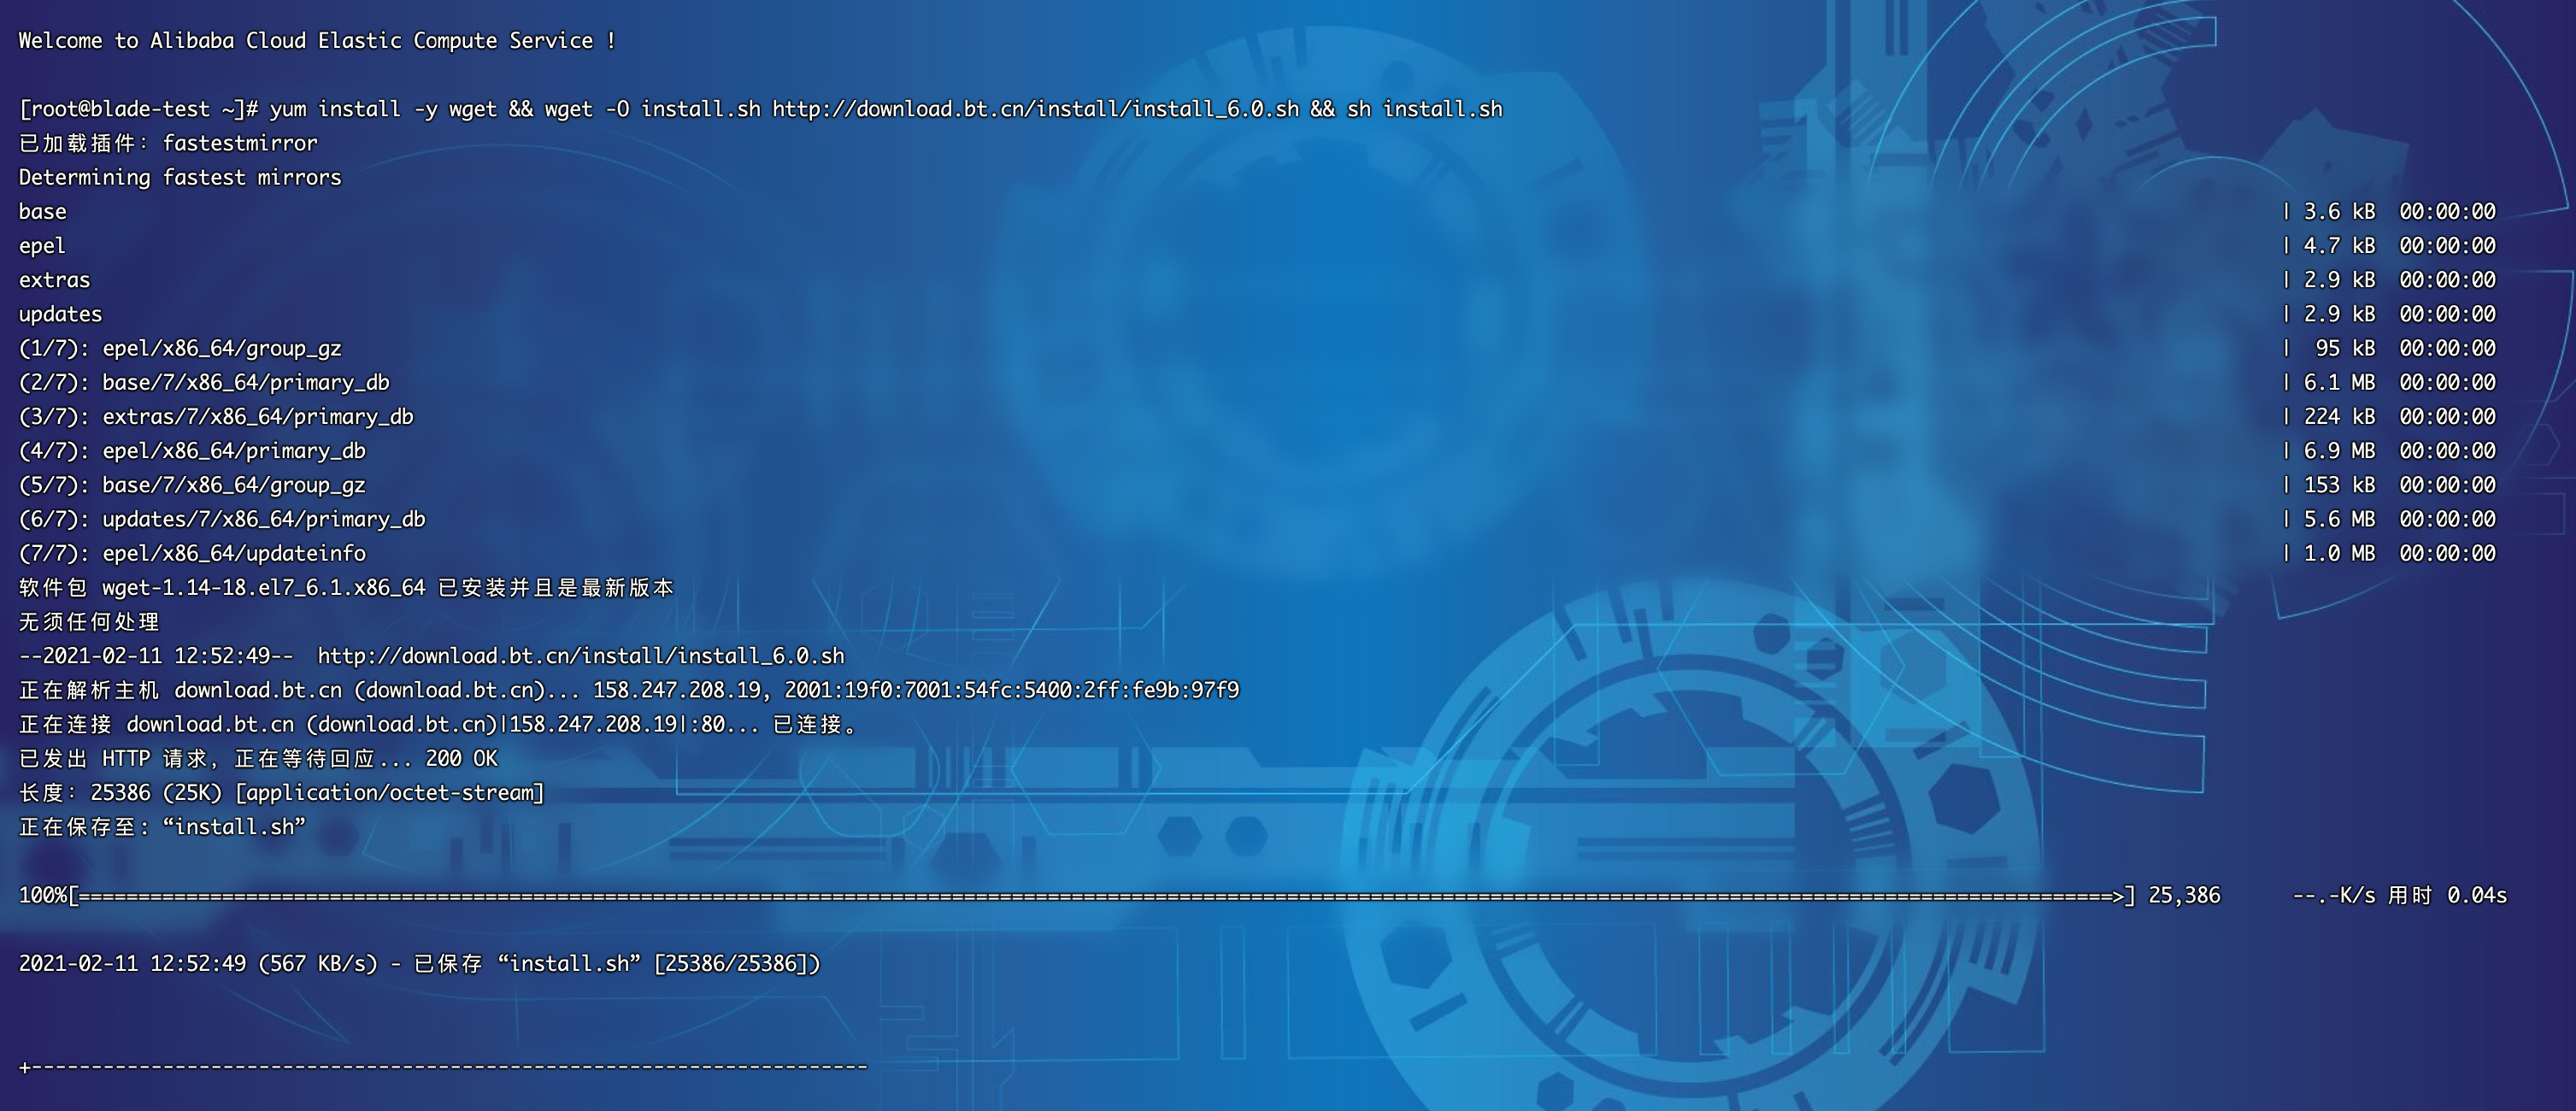 Welcome to Alibaba Cloud Elastic Compute Service !
[root@blade-test ~]# yum install -y wget && wget -O install.sh http://download.bt.cn/install/install_6.0.sh && sh install.sh
已加载插件：fastestmirror
Determining fastest mirrors
base | 3.6 kB 00:00:00
epel | 4.7 kB 00:00:00
extras | 2.9 kB 00:00:00
updates | 2.9 kB 00:00:00
(1/7): epel/x86_64/group_gz | 95 kB 00:00:00
(2/7): base/7/x86_64/primary_db | 6.1 MB 00:00:00
(3/7): extras/7/x86_64/primary_db | 224 kB 00:00:00
(4/7): epel/x86_64/primary_db | 6.9 MB 00:00:00
(5/7): base/7/x86_64/group_gz | 153 kB 00:00:00
(6/7): updates/7/x86_64/primary_db | 5.6 MB 00:00:00
(7/7): epel/x86_64/updateinfo | 1.0 MB 00:00:00
软件包 wget-1.14-18.el7_6.1.x86_64 已安装并且是最新版本
无须任何处理
--2021-02-11 12:52:49--  http://download.bt.cn/install/install_6.0.sh
正在解析主机 download.bt.cn (download.bt.cn)... 158.247.208.19, 2001:19f0:7001:54fc:5400:2ff:fe9b:97f9
正在连接 download.bt.cn (download.bt.cn)|158.247.208.19|:80... 已连接。
已发出 HTTP 请求，正在等待回应... 200 OK
长度：25386 (25K) [application/octet-stream]
正在保存至: “install.sh”
100%[=====================================================================================================>] 25,386 --.-K/s 用时 0.04s
2021-02-11 12:52:49 (567 KB/s) - 已保存 “install.sh” [25386/25386])
+----------------------------------------------------------------------